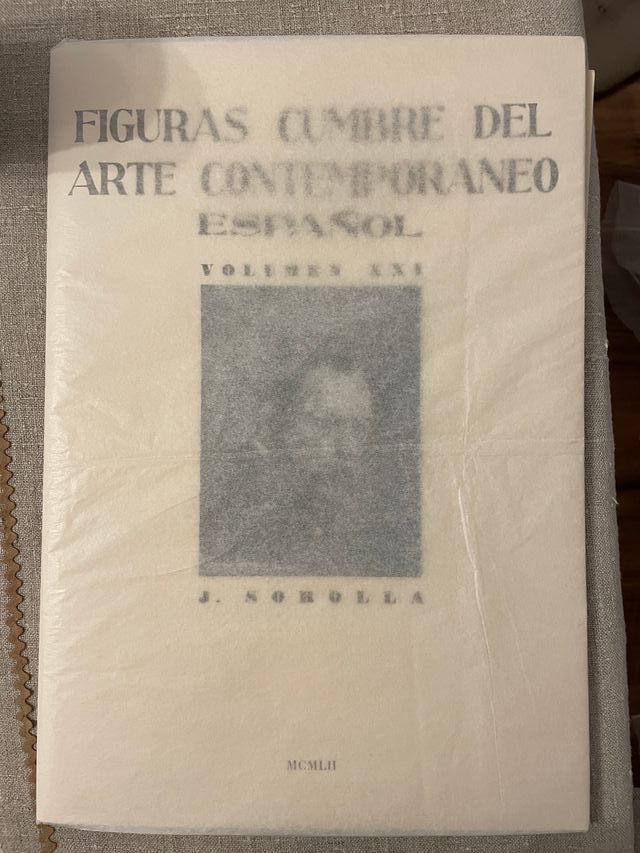 FIGURAS CUMBRE DEL
ARTE CONTEMPORANEO
ESPAÑOL
VOLUMEN XXI
J. SOROLLA
MCMLII